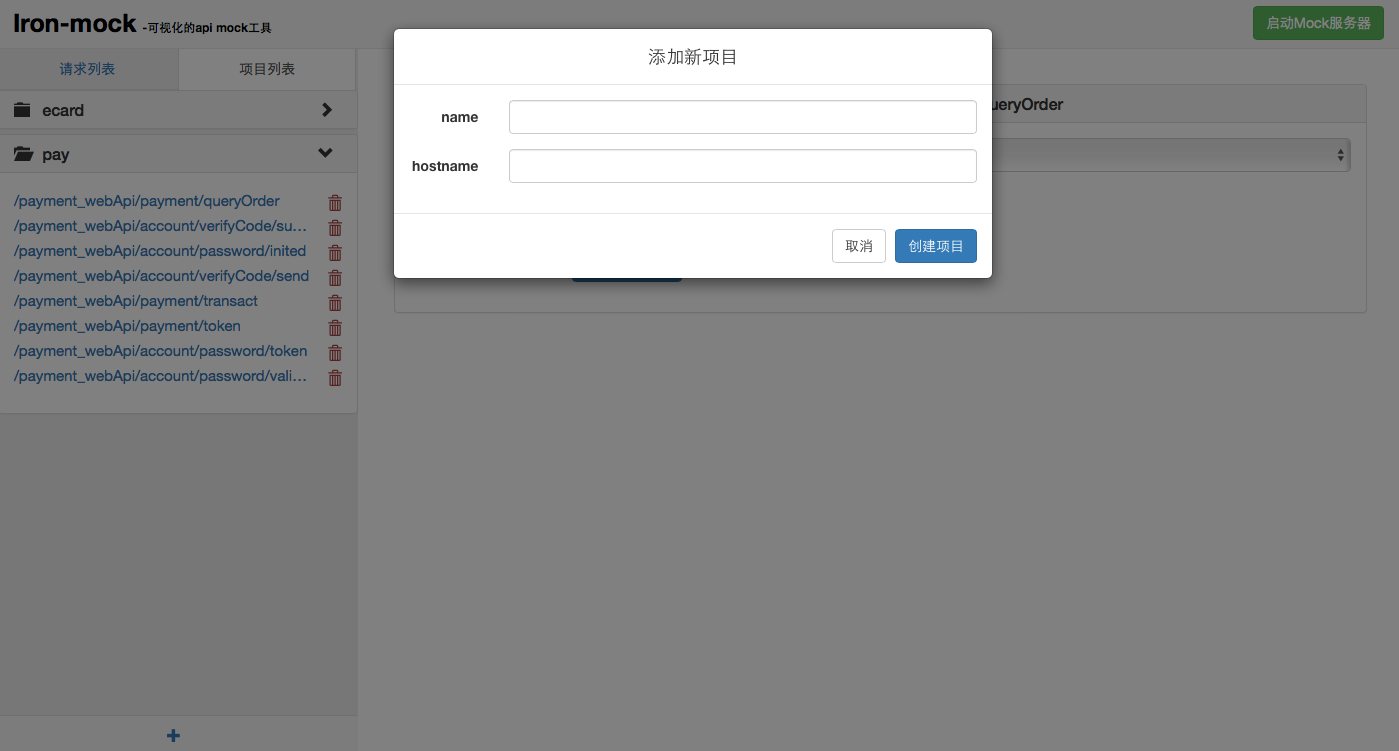 Iron-mock -可视化的api mock工具
启动Mock服务器
请求列表
项目列表
ecard
pay
/payment_webApi/payment/queryOrder
/payment_webApi/account/verifyCode/su...
/payment_webApi/account/password/inited
/payment_webApi/account/verifyCode/send
/payment_webApi/payment/transact
/payment_webApi/payment/token
/payment_webApi/account/password/token
/payment_webApi/account/password/vali...
添加新项目
name
hostname
取消
创建项目
ueryOrder